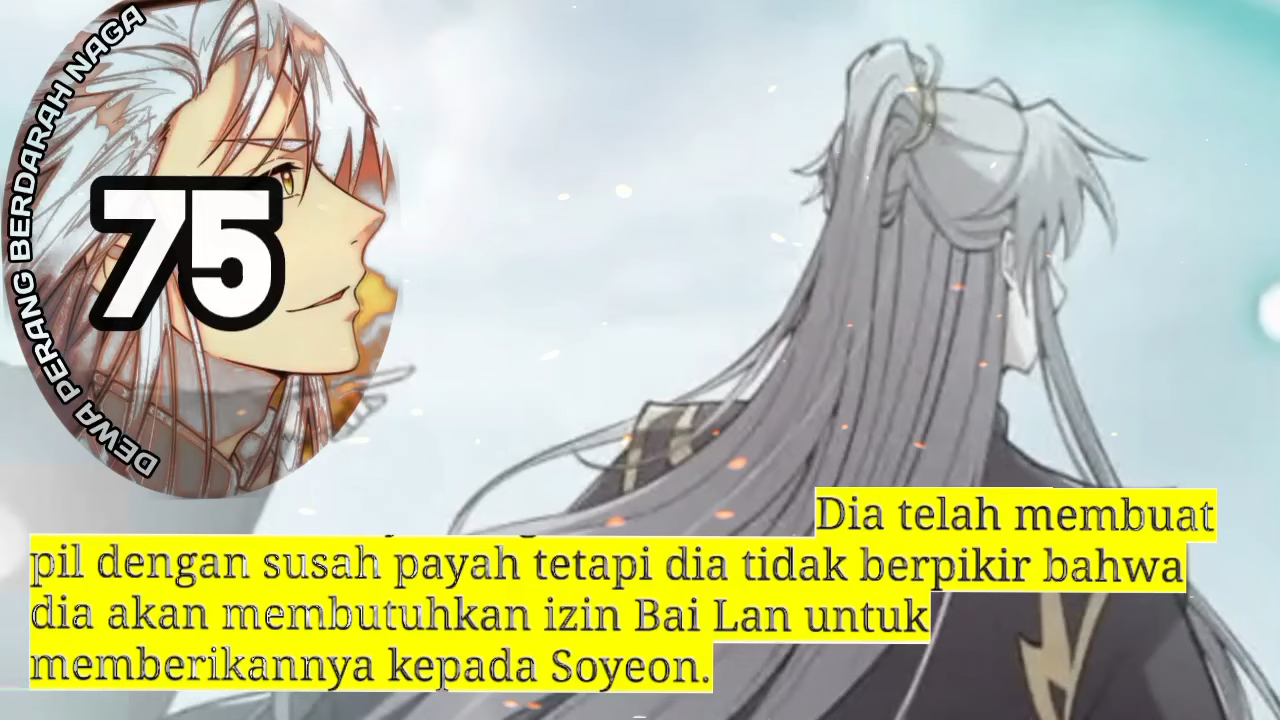 DEWA PERANG BERDARAH NAGA
75
Dia telah membuat
pil dengan susah payah tetapi dia tidak berpikir bahwa
dia akan membutuhkan izin Bai Lan untuk
memberikannya kepada Soyeon.